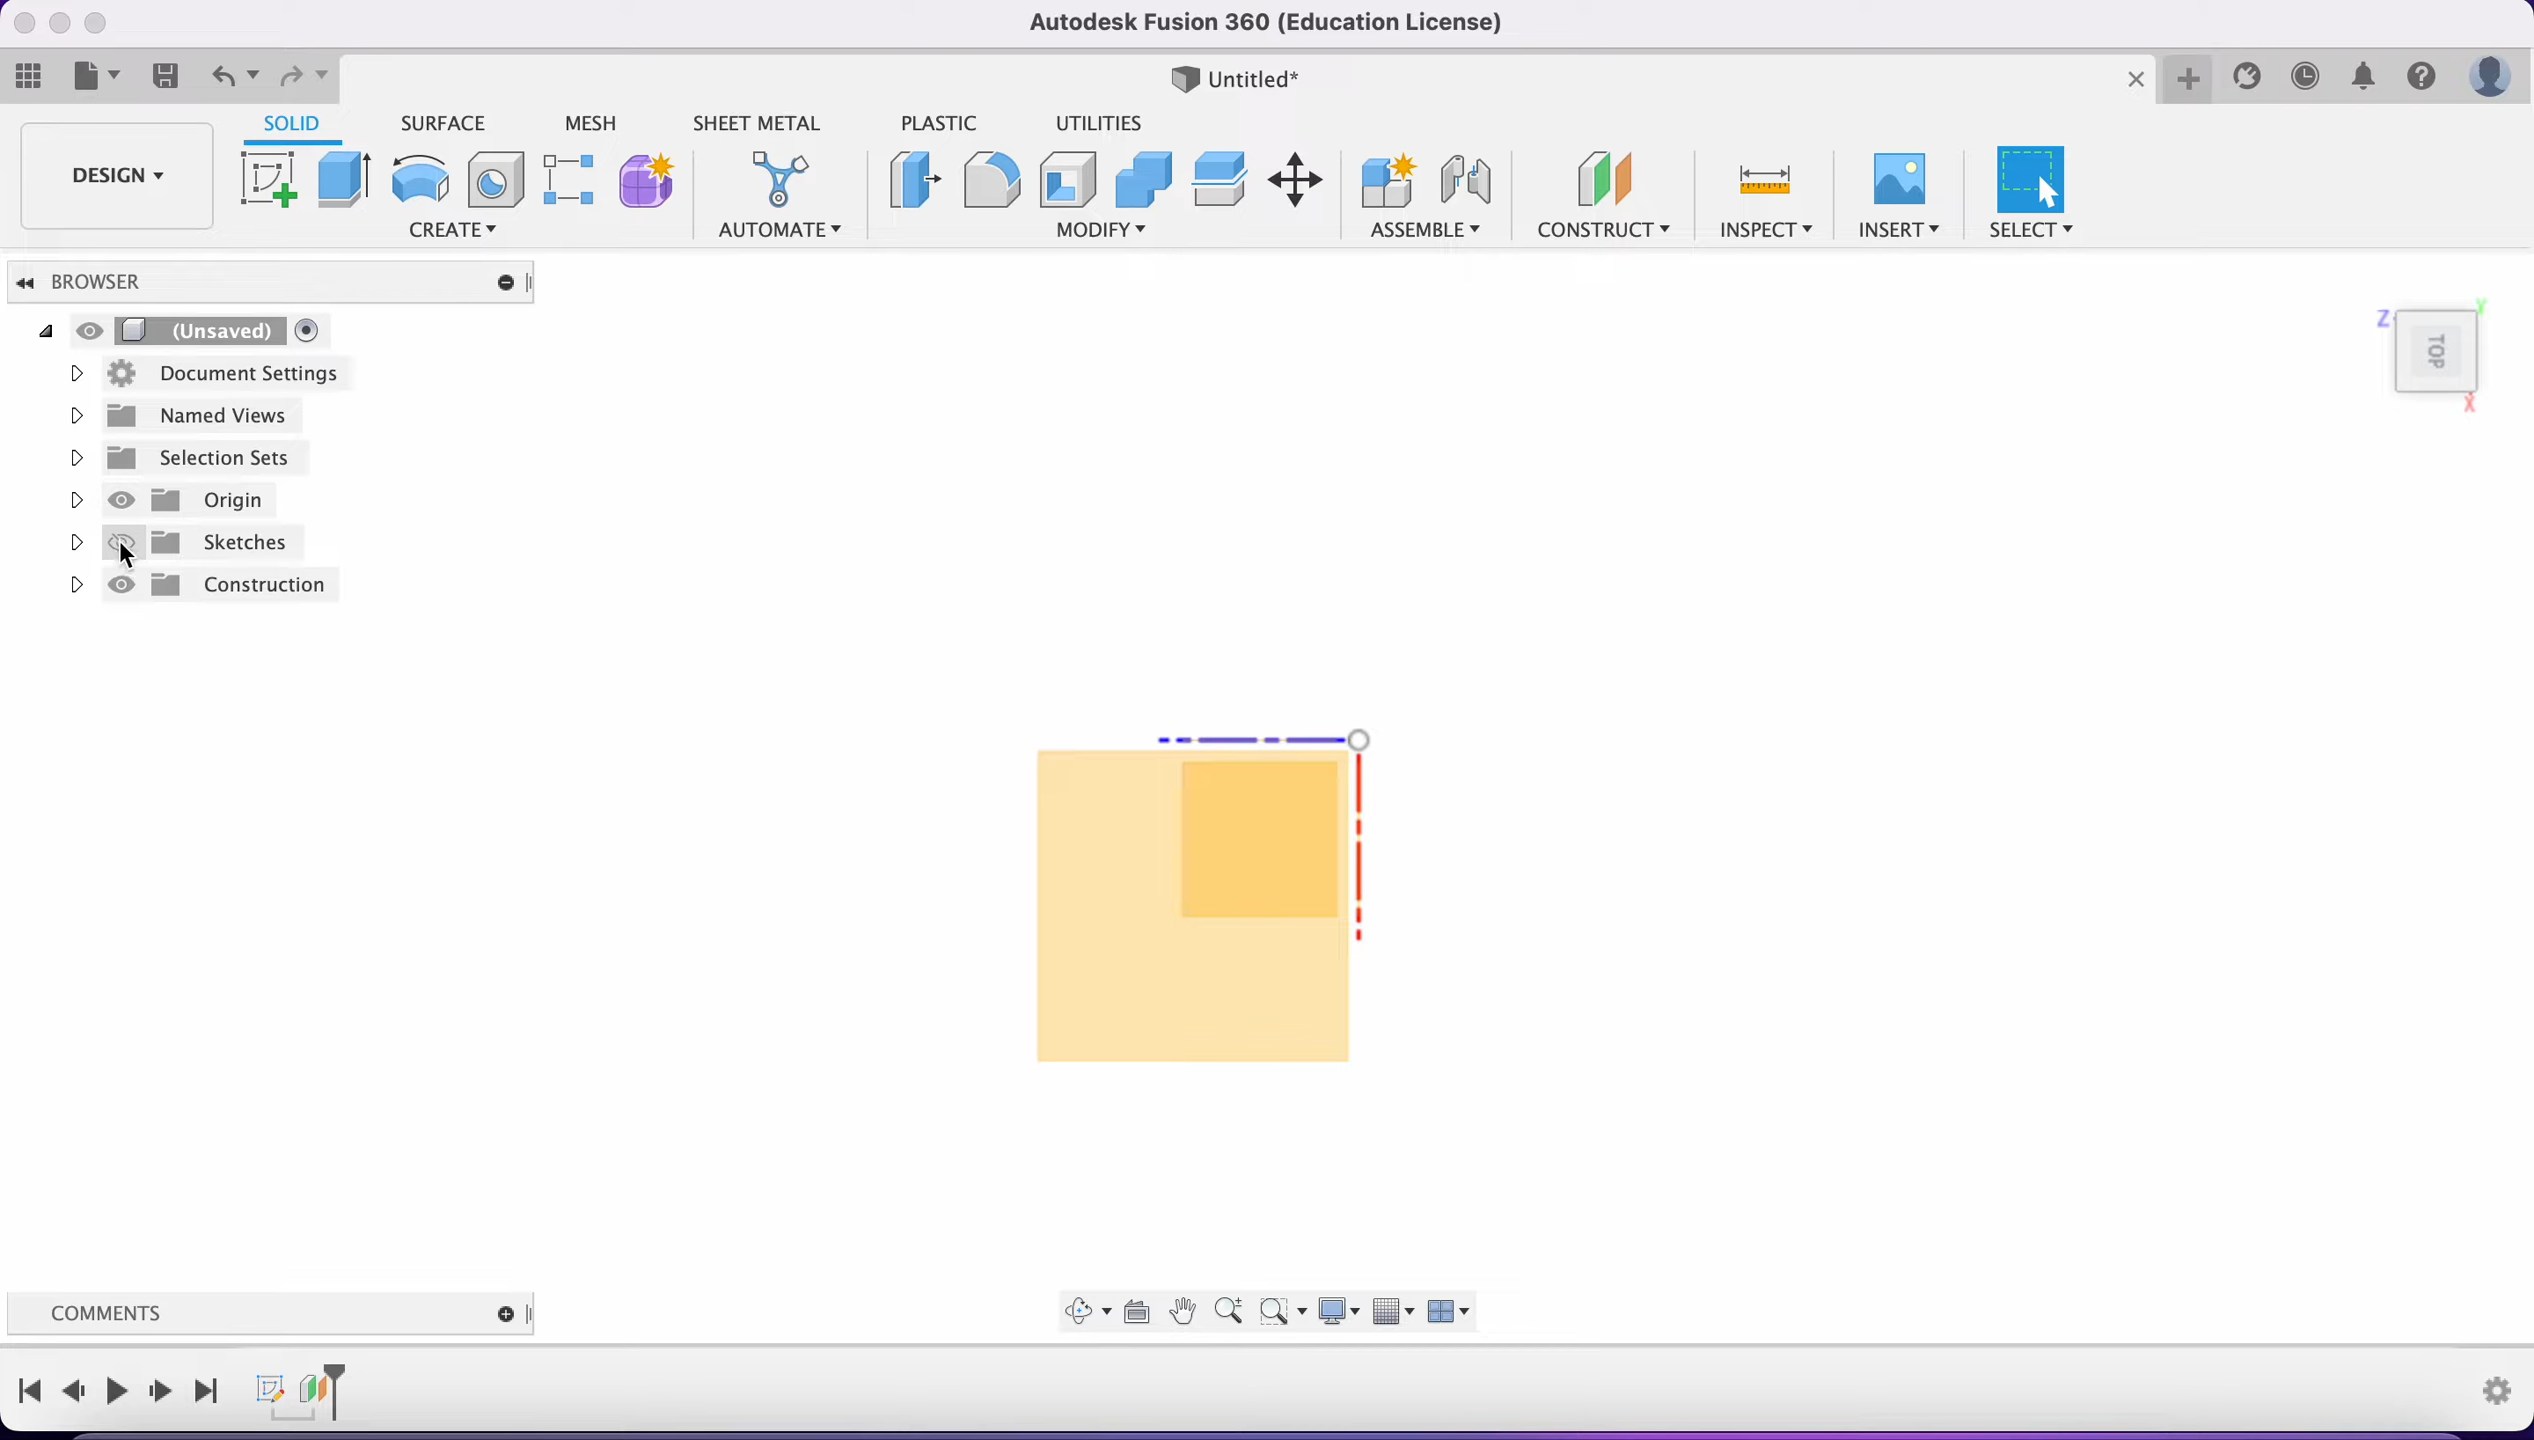 Autodesk Fusion 360 (Education License)
Untitled*
SOLID SURFACE MESH SHEET METAL PLASTIC UTILITIES
DESIGN
CREATE AUTOMATE MODIFY ASSEMBLE CONSTRUCT INSPECT INSERT SELECT
BROWSER
(Unsaved)
Document Settings
Named Views
Selection Sets
Origin
Sketches
Construction
Z Y
TOP
X
COMMENTS